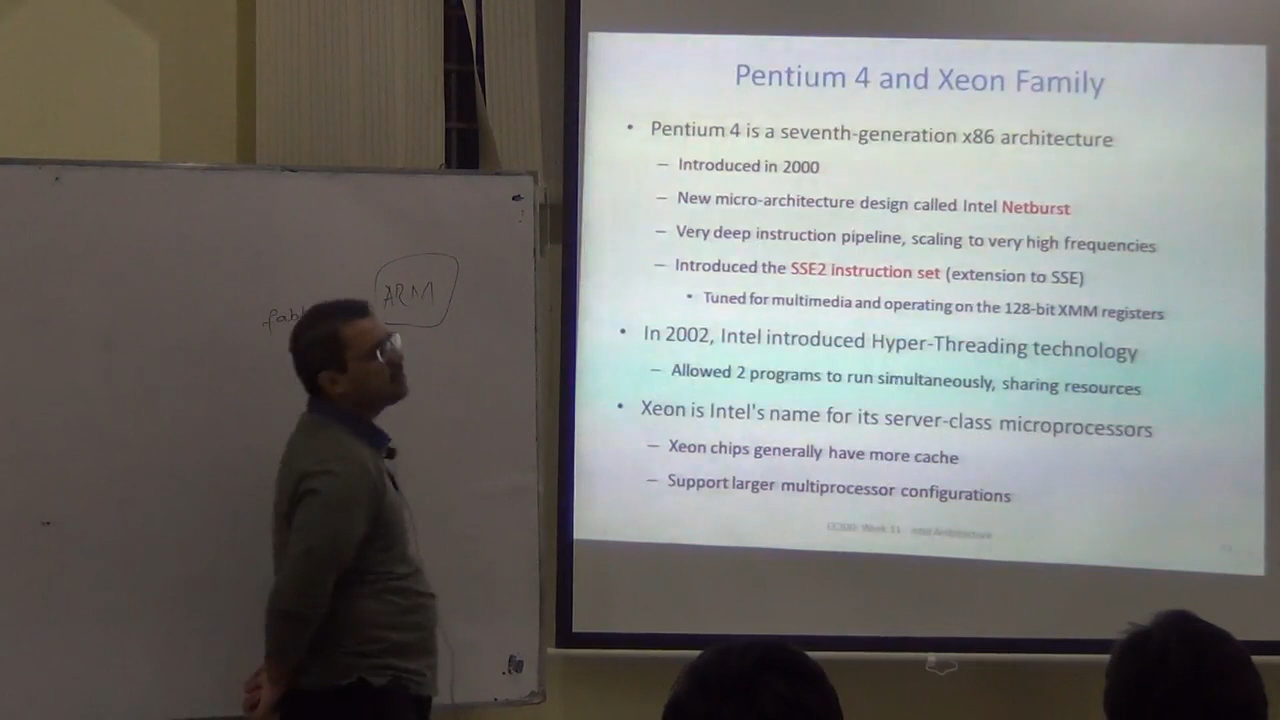 ARM
Pentium 4 and Xeon Family
• Pentium 4 is a seventh-generation x86 architecture
– Introduced in 2000
– New micro-architecture design called Intel Netburst
– Very deep instruction pipeline, scaling to very high frequencies
– Introduced the SSE2 instruction set (extension to SSE)
• Tuned for multimedia and operating on the 128-bit XMM registers
• In 2002, Intel introduced Hyper-Threading technology
– Allowed 2 programs to run simultaneously, sharing resources
• Xeon is Intel's name for its server-class microprocessors
– Xeon chips generally have more cache
– Support larger multiprocessor configurations
Week 11 Intel Architecture